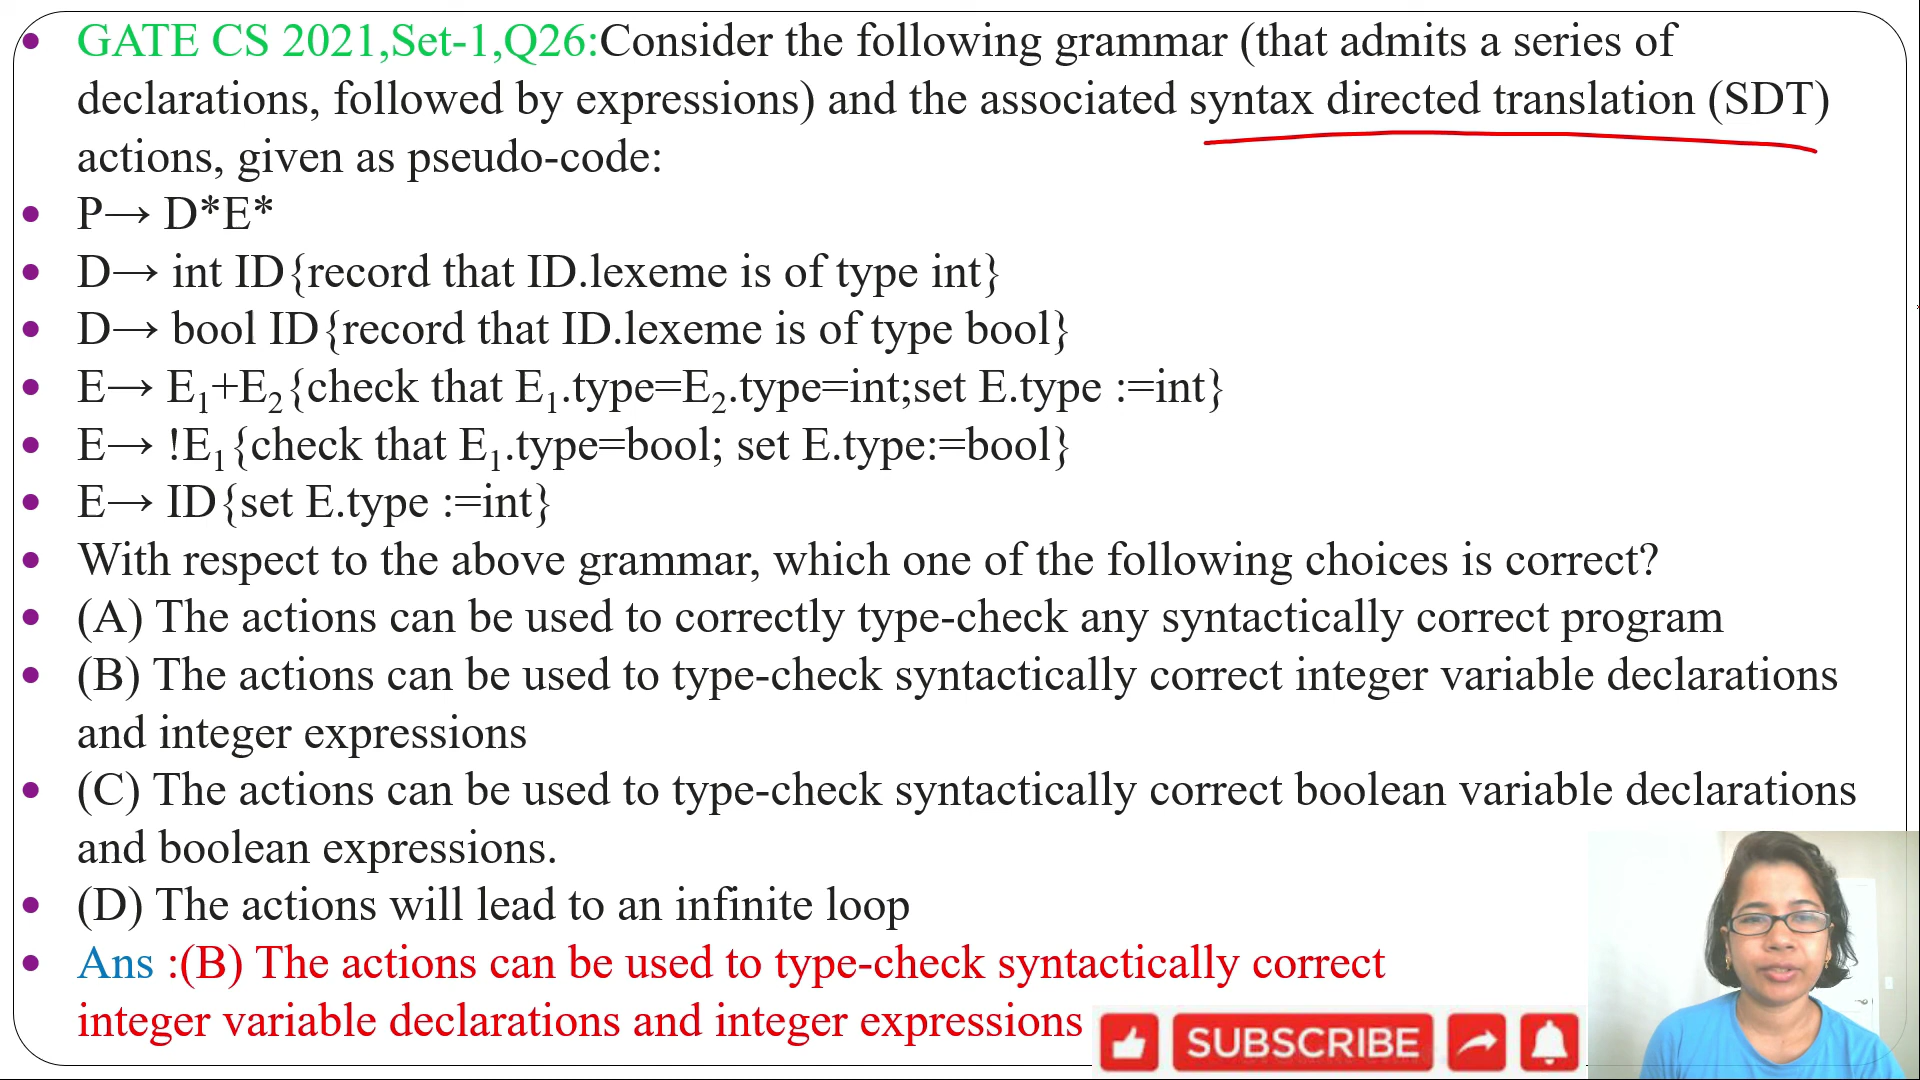 GATE CS 2021,Set-1,Q26:Consider the following grammar (that admits a series of
declarations, followed by expressions) and the associated syntax directed translation (SDT)
actions, given as pseudo-code:
P→ D*E*
D→ int ID{record that ID.lexeme is of type int}
D→ bool ID{record that ID.lexeme is of type bool}
E→ E₁+E₂{check that E₁.type=E₂.type=int;set E.type :=int}
E→ !E₁{check that E₁.type=bool; set E.type:=bool}
E→ ID{set E.type :=int}
With respect to the above grammar, which one of the following choices is correct?
(A) The actions can be used to correctly type-check any syntactically correct program
(B) The actions can be used to type-check syntactically correct integer variable declarations
and integer expressions
(C) The actions can be used to type-check syntactically correct boolean variable declarations
and boolean expressions.
(D) The actions will lead to an infinite loop
Ans :(B) The actions can be used to type-check syntactically correct
integer variable declarations and integer expressions
SUBSCRIBE